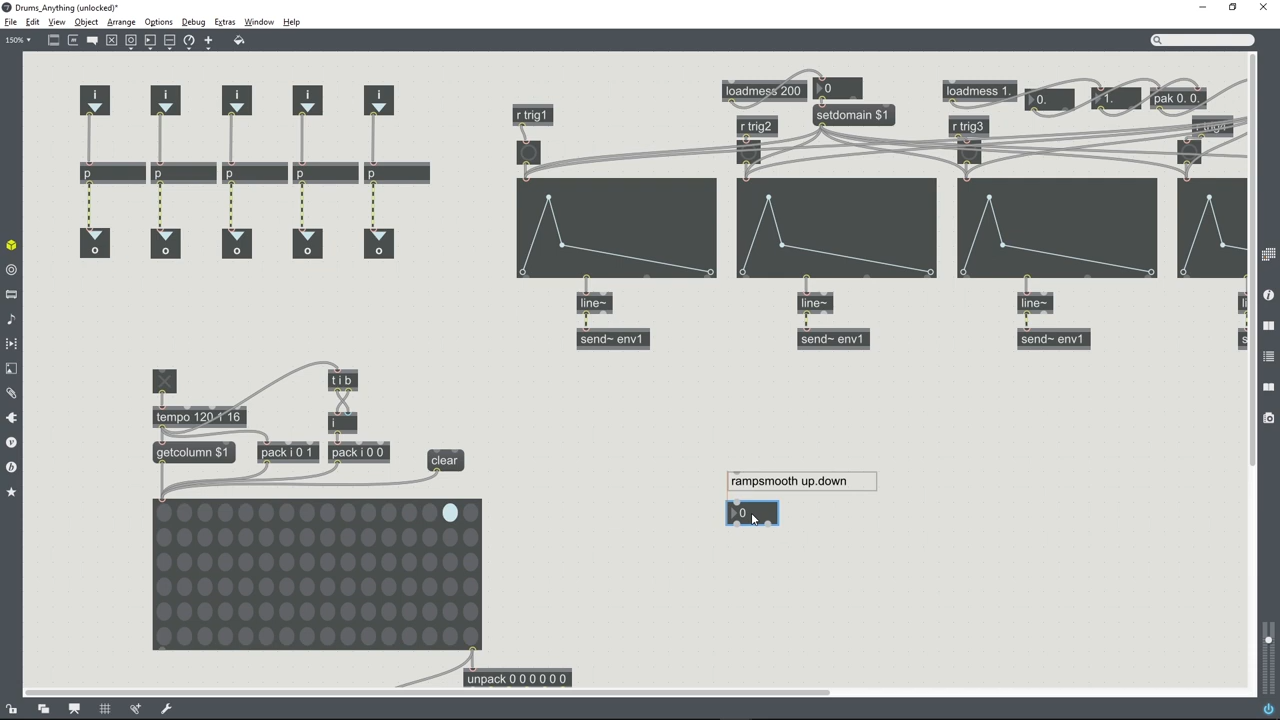 Drums_Anything (unlocked)*
File Edit View Object Arrange Options Debug Extras Window Help
150%
i i i i i
p p p p p
o o o o o
loadmess 200
0
setdomain $1
loadmess 1.
0.
1.
pak 0. 0.
r trig1
r trig2
r trig3
r trig4
line~
line~
line~
send~ env1
send~ env1
send~ env1
t i b
tempo 120 1 16
i
getcolumn $1
pack i 0 1
pack i 0 0
clear
rampsmooth up.down
0
unpack 0 0 0 0 0 0